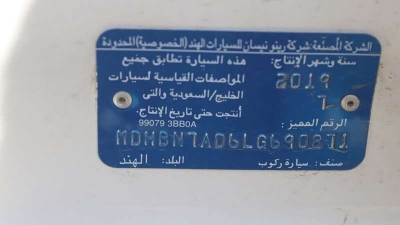 الشركة المصنعة شركة رينو نيسان للسيارات الهند (الخصوصية) المحدودة
سنة وشهر الإنتاج: هذه السيارة تطابق جميع
2019 المواصفات القياسية لسيارات
7 الخليج/السعودية والتى
أنتجت حتى تاريخ الإنتاج.
الرقم المميز: 99079 3BB0A
MDHBN7AD6LG690871
صنف: سيارة ركوب البلد: الهند